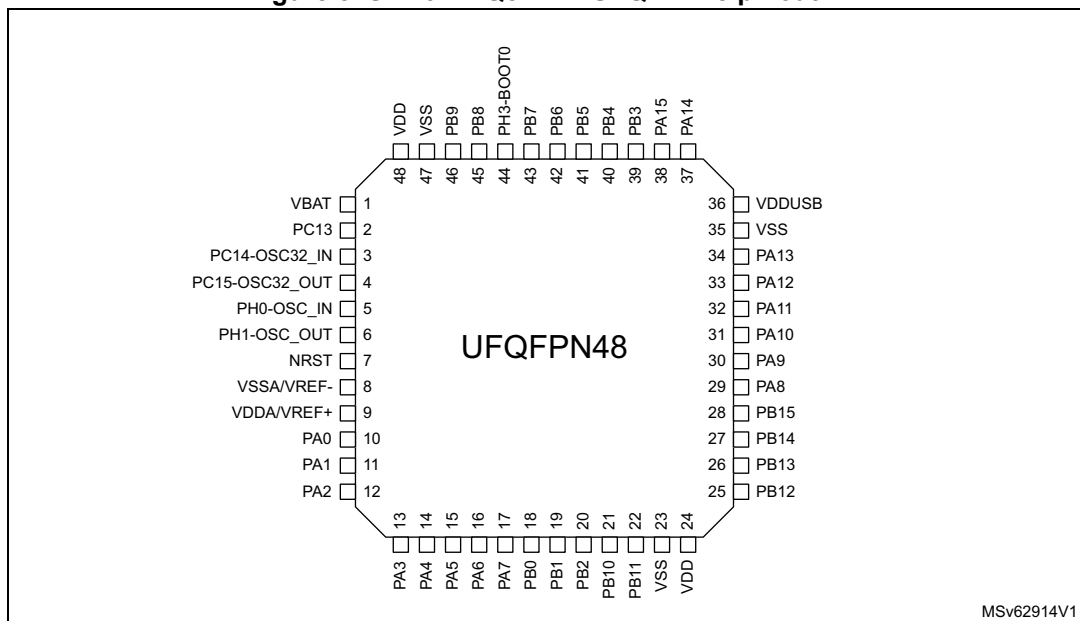 VDD
VSS
PB9
PB8
PH3-BOOT0
PB7
PB6
PB5
PB4
PB3
PA15
PA14
48
47
46
45
44
43
42
41
40
39
38
37
VBAT 1
PC13 2
PC14-OSC32_IN 3
PC15-OSC32_OUT 4
PH0-OSC_IN 5
PH1-OSC_OUT 6
NRST 7
VSSA/VREF- 8
VDDA/VREF+ 9
PA0 10
PA1 11
PA2 12
UFQFPN48
36 VDDUSB
35 VSS
34 PA13
33 PA12
32 PA11
31 PA10
30 PA9
29 PA8
28 PB15
27 PB14
26 PB13
25 PB12
13
14
15
16
17
18
19
20
21
22
23
24
PA3
PA4
PA5
PA6
PA7
PB0
PB1
PB2
PB10
PB11
VSS
VDD
MSv62914V1